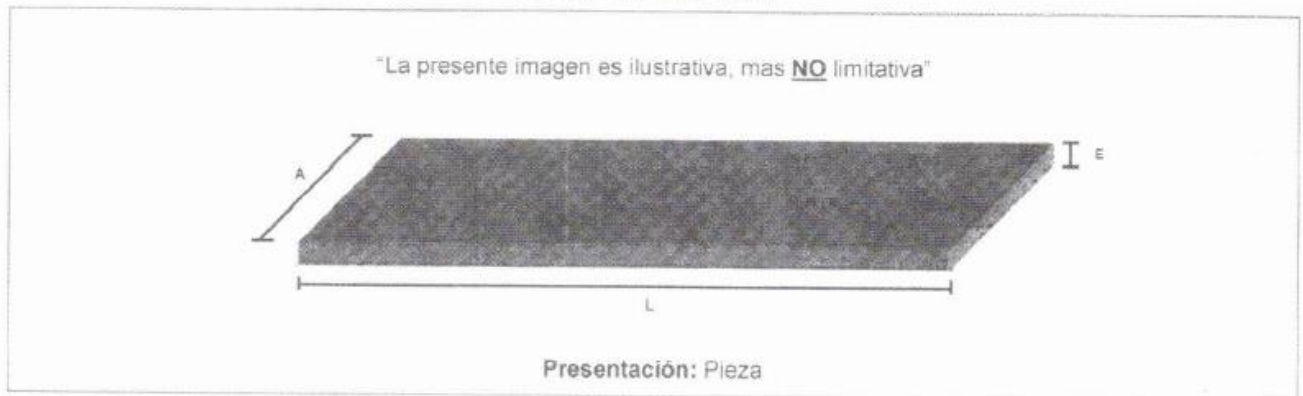 "La presente imagen es ilustrativa, mas NO limitativa"
A
E
L
Presentación: Pieza